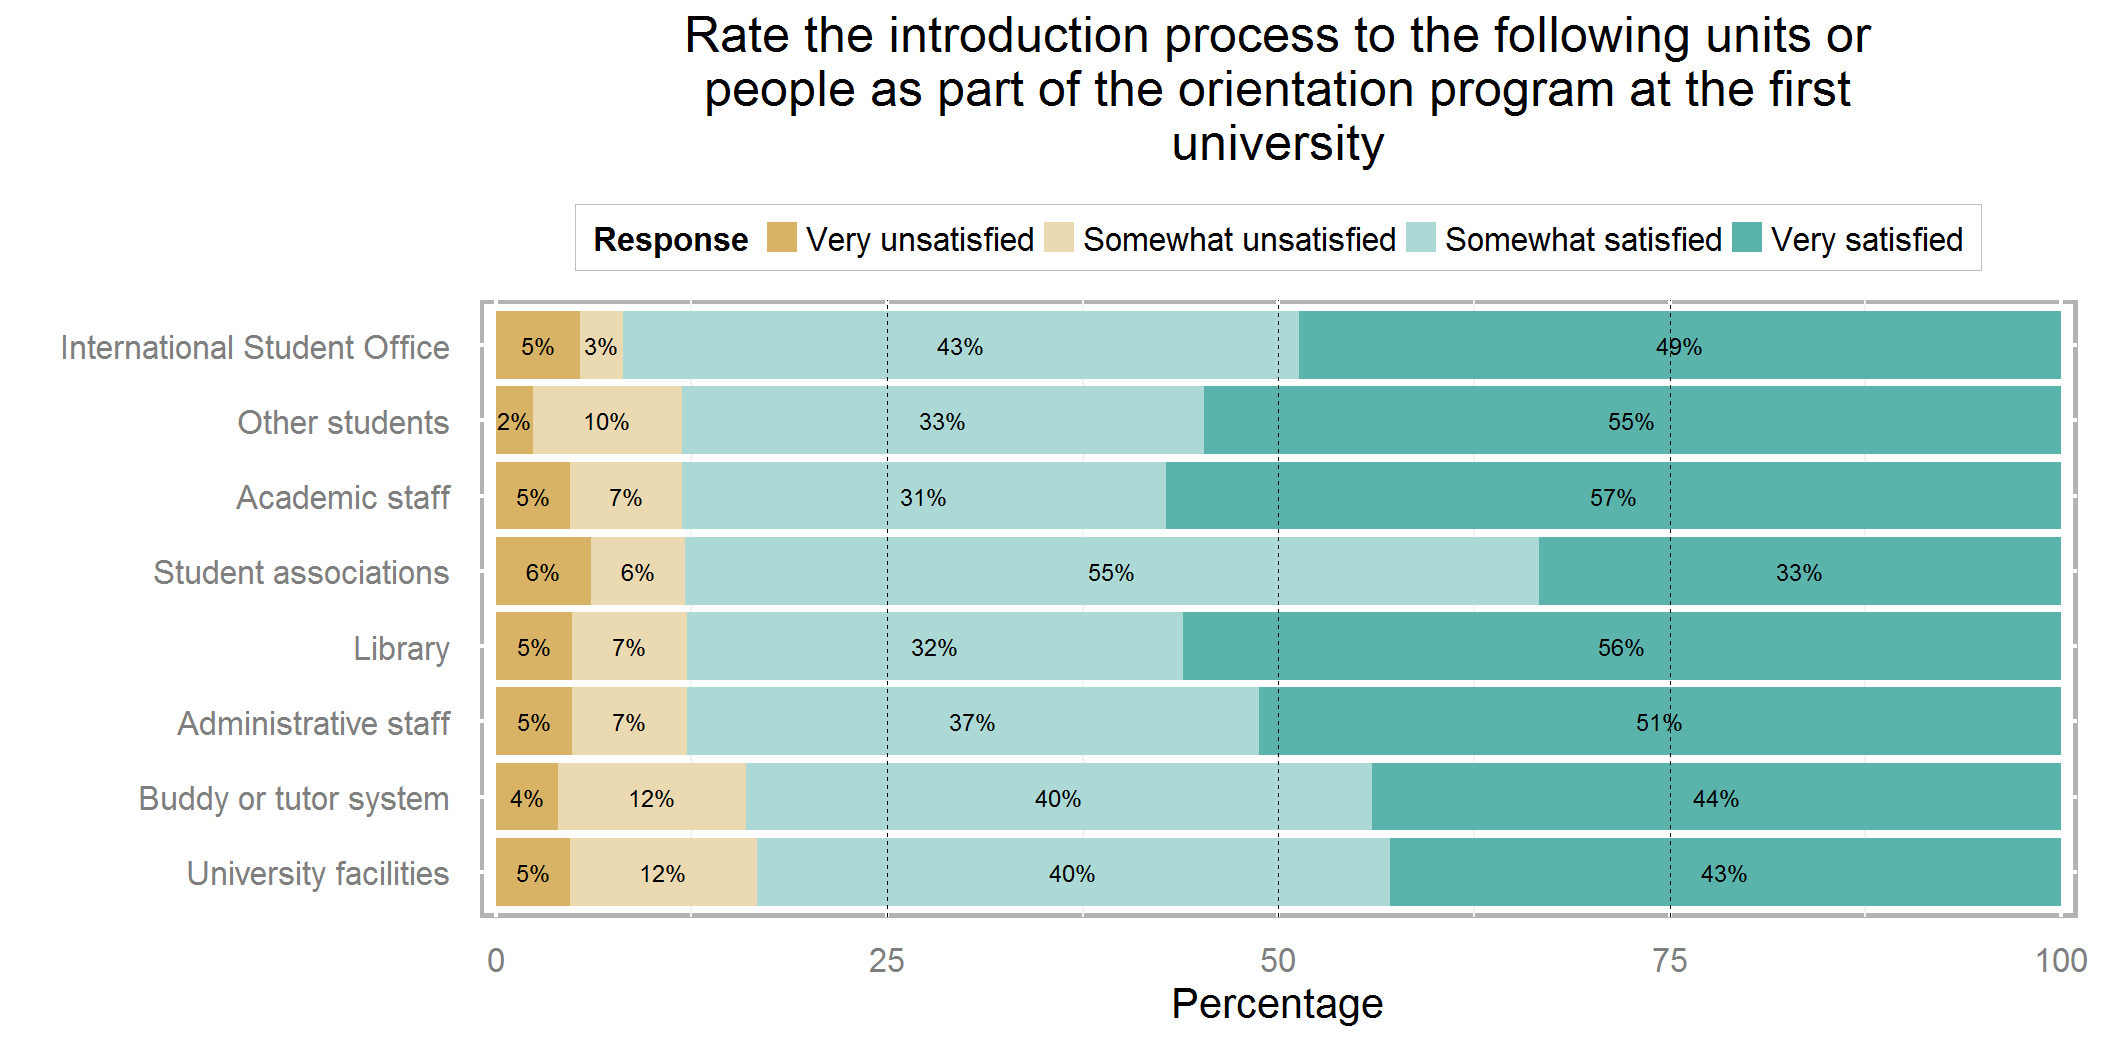 Rate the introduction process to the following units or
people as part of the orientation program at the first
university
Response Very unsatisfied Somewhat unsatisfied Somewhat satisfied Very satisfied
International Student Office 5% 3% 43% 49%
Other students 2% 10% 33% 55%
Academic staff 5% 7% 31% 57%
Student associations 6% 6% 55% 33%
Library 5% 7% 32% 56%
Administrative staff 5% 7% 37% 51%
Buddy or tutor system 4% 12% 40% 44%
University facilities 5% 12% 40% 43%
0 25 50 75 100
Percentage